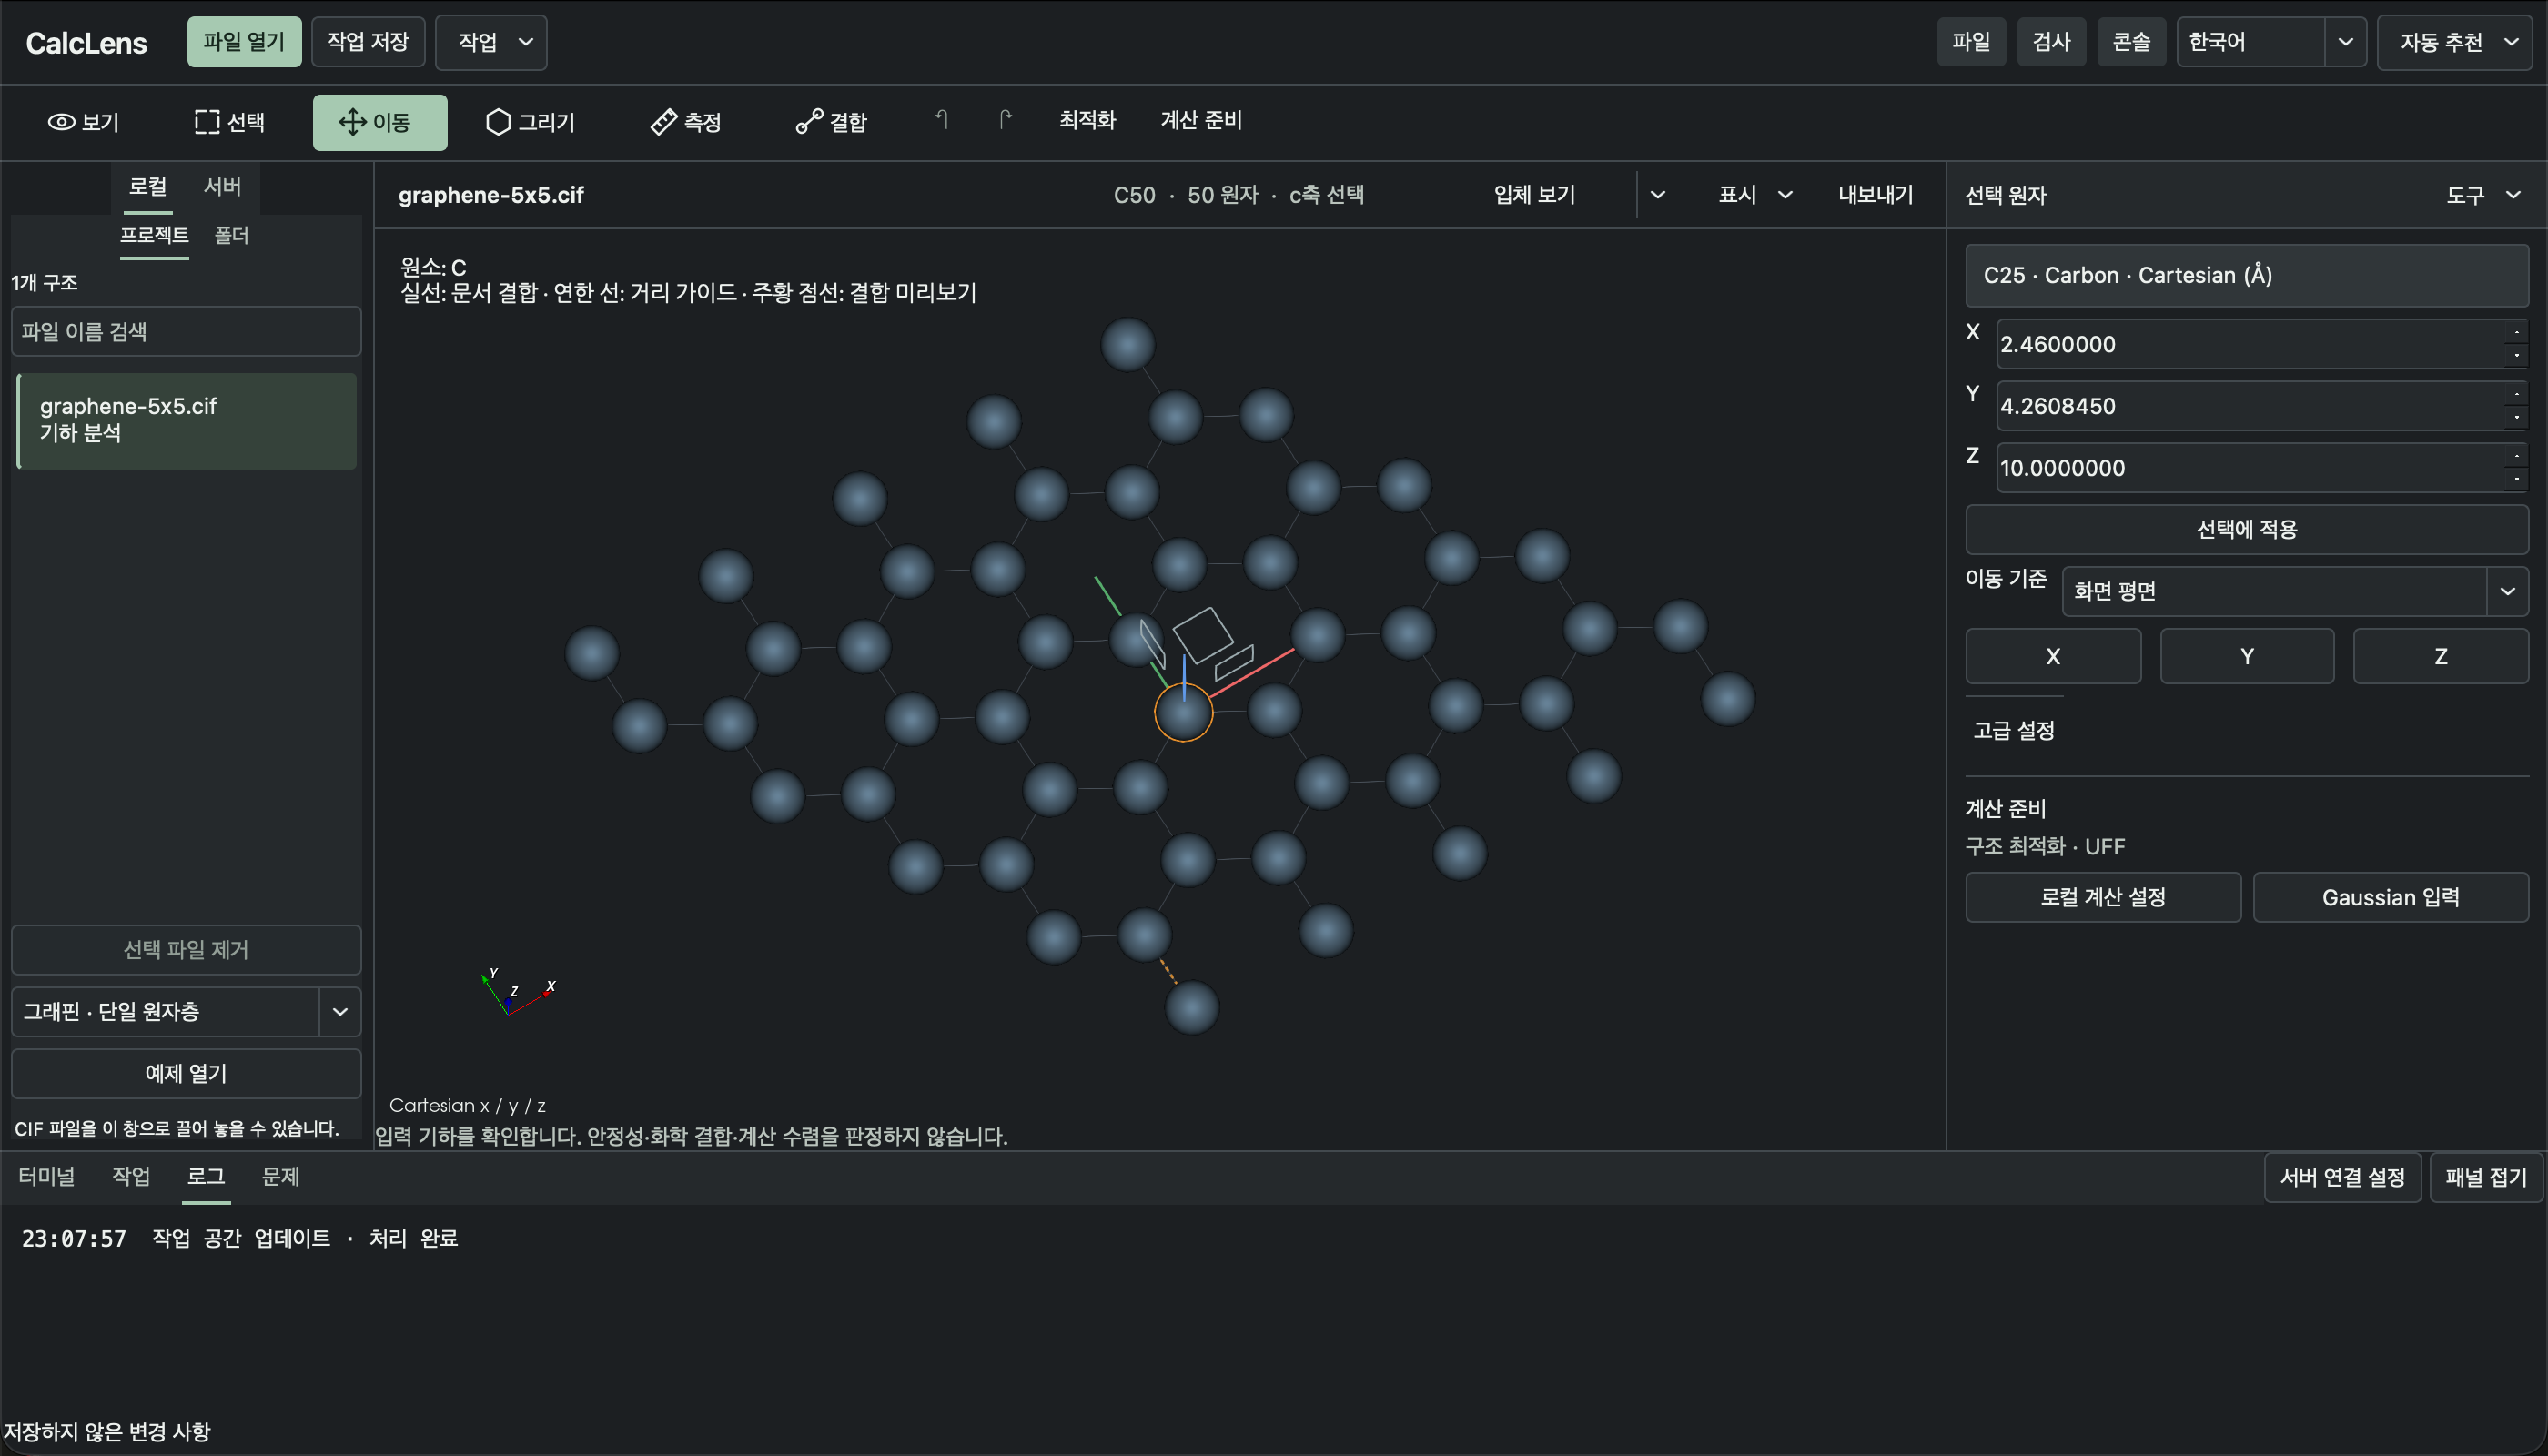 CalcLens
파일 열기
작업 저장
작업
파일
검사
콘솔
한국어
자동 추천
보기
선택
이동
그리기
측정
결합
최적화
계산 준비
로컬
서버
프로젝트
폴더
1개 구조
파일 이름 검색
graphene-5x5.cif
기하 분석
선택 파일 제거
그래핀 · 단일 원자층
예제 열기
CIF 파일을 이 창으로 끌어 놓을 수 있습니다.
graphene-5x5.cif
C50 · 50 원자 · c축 선택
입체 보기
표시
내보내기
원소: C
실선: 문서 결합 · 연한 선: 거리 가이드 · 주황 점선: 결합 미리보기
Y
Z
X
Cartesian x / y / z
입력 기하를 확인합니다. 안정성·화학 결합·계산 수렴을 판정하지 않습니다.
선택 원자
도구
C25 · Carbon · Cartesian (Å)
X 2.4600000
Y 4.2608450
Z 10.0000000
선택에 적용
이동 기준
화면 평면
X
Y
Z
고급 설정
계산 준비
구조 최적화 · UFF
로컬 계산 설정
Gaussian 입력
터미널
작업
로그
문제
서버 연결 설정
패널 접기
23:07:57 작업 공간 업데이트 · 처리 완료
저장하지 않은 변경 사항